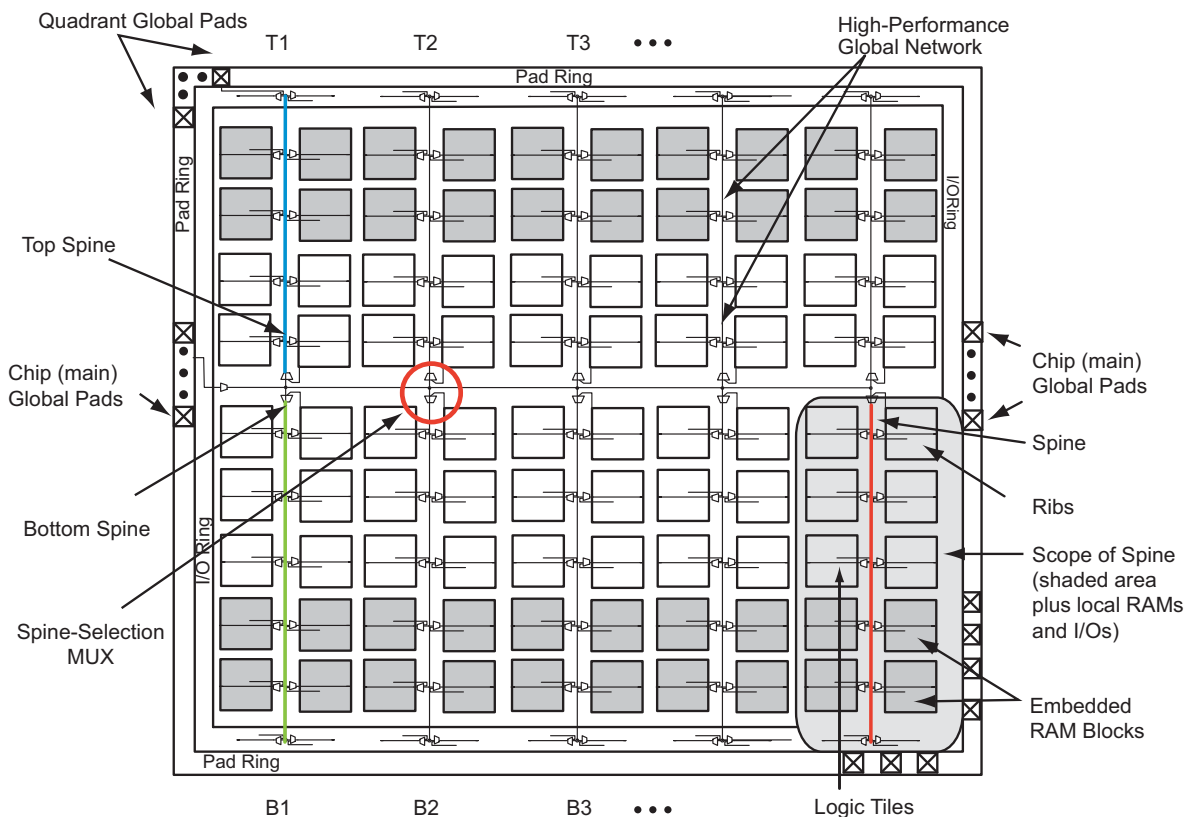 Quadrant Global Pads
T1
T2
T3
•••
High-Performance
Global Network
Pad Ring
Pad Ring
I/ORing
Top Spine
Chip (main)
Global Pads
Chip (main)
Global Pads
Spine
Bottom Spine
Ribs
I/O Ring
Scope of Spine
(shaded area
plus local RAMs
and I/Os)
Spine-Selection
MUX
Embedded
RAM Blocks
Pad Ring
B1
B2
B3
•••
Logic Tiles